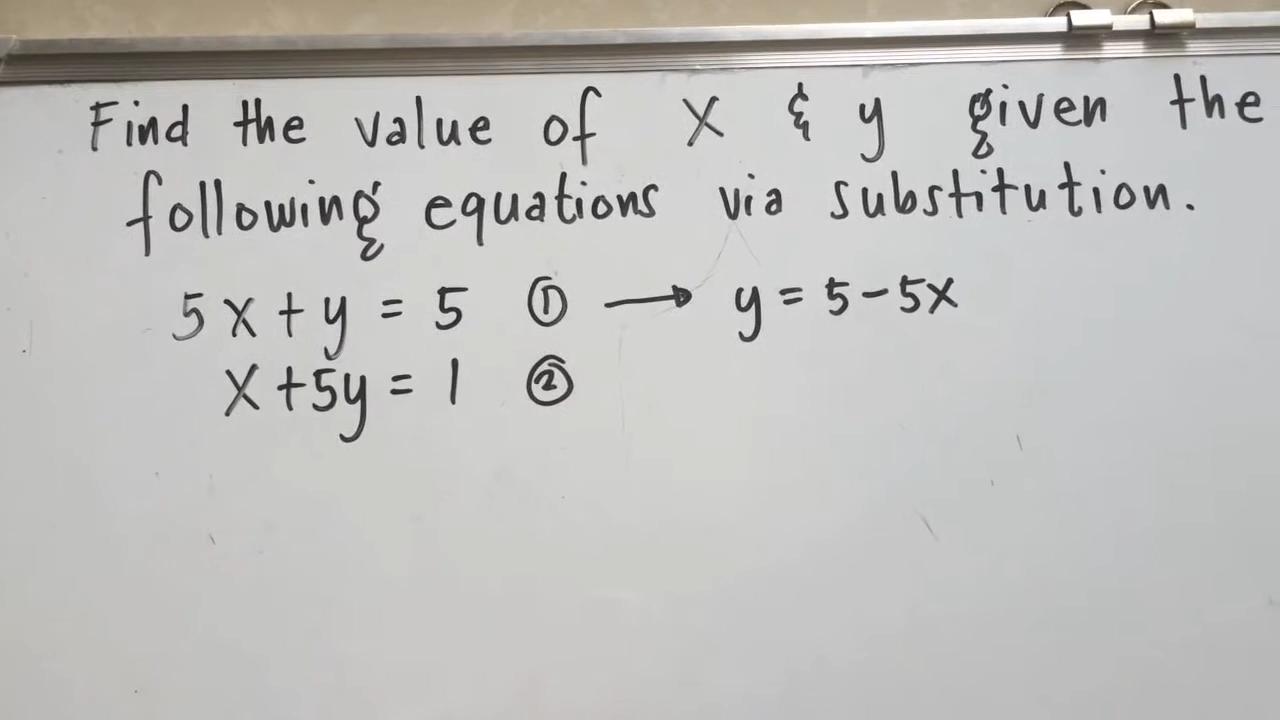 Find the value of x & y given the
following equations via substitution.
5x + y = 5 ① → y = 5 - 5x
x + 5y = 1 ②